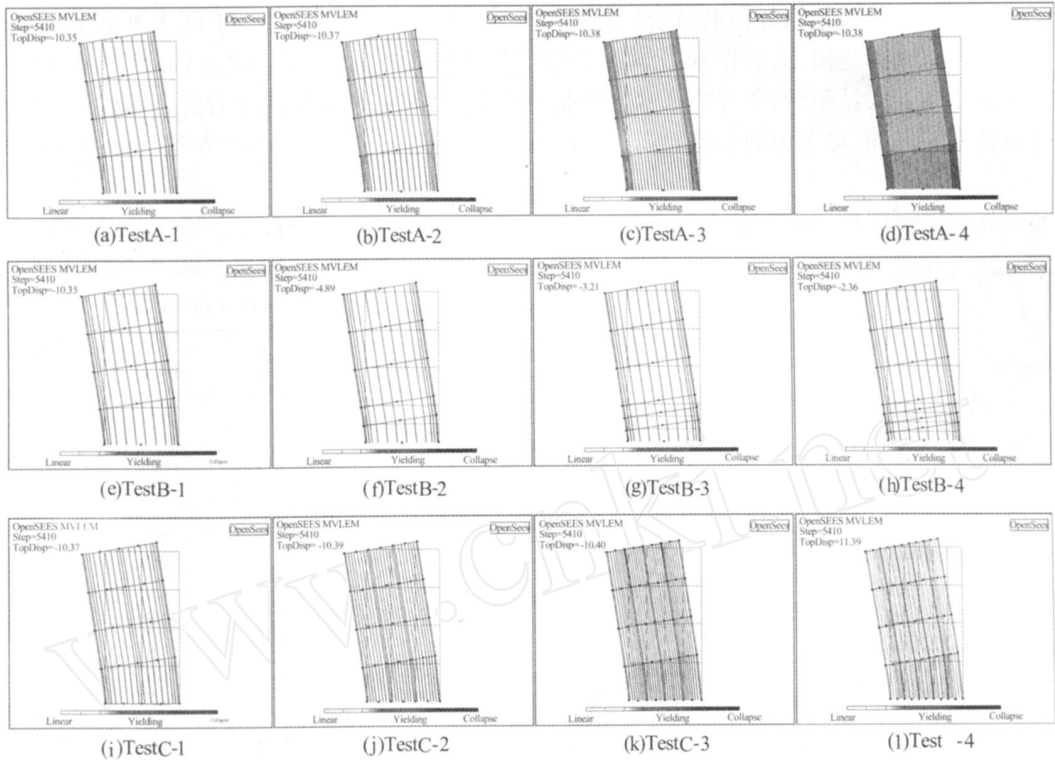 OpenSEES MVLEM
Step=5410
TopDisp=-10.35
OpenSees
Linear Yielding Collapse
(a)TestA-1
OpenSEES MVLEM
Step=5410
TopDisp=-10.37
OpenSees
Linear Yielding Collapse
(b)TestA-2
OpenSEES MVLEM
Step=5410
TopDisp=-10.38
OpenSees
Linear Yielding Collapse
(c)TestA-3
OpenSEES MVLEM
Step=5410
TopDisp=-10.38
OpenSees
Linear Yielding Collapse
(d)TestA-4
OpenSEES MVLEM
Step=5410
TopDisp=-10.35
OpenSees
Linear Yielding Collapse
(e)TestB-1
OpenSEES MVLEM
Step=5410
TopDisp=-4.89
OpenSees
Linear Yielding Collapse
(f)TestB-2
OpenSEES MVLEM
Step=5410
TopDisp=-3.21
OpenSees
Linear Yielding Collapse
(g)TestB-3
OpenSEES MVLEM
Step=5410
TopDisp=-2.36
OpenSees
Linear Yielding Collapse
(h)TestB-4
OpenSEES MVLEM
Step=5410
TopDisp=-10.37
OpenSees
Linear Yielding Collapse
(i)TestC-1
OpenSEES MVLEM
Step=5410
TopDisp= -10.39
OpenSees
Linear Yielding Collapse
(j)TestC-2
OpenSEES MVLEM
Step=5410
TopDisp= -10.40
OpenSees
Linear Yielding Collapse
(k)TestC-3
OpenSEES MVLEM
Step=5410
TopDisp=11.39
OpenSees
Linear Yielding Collapse
(l)Test -4
www.cnki.net